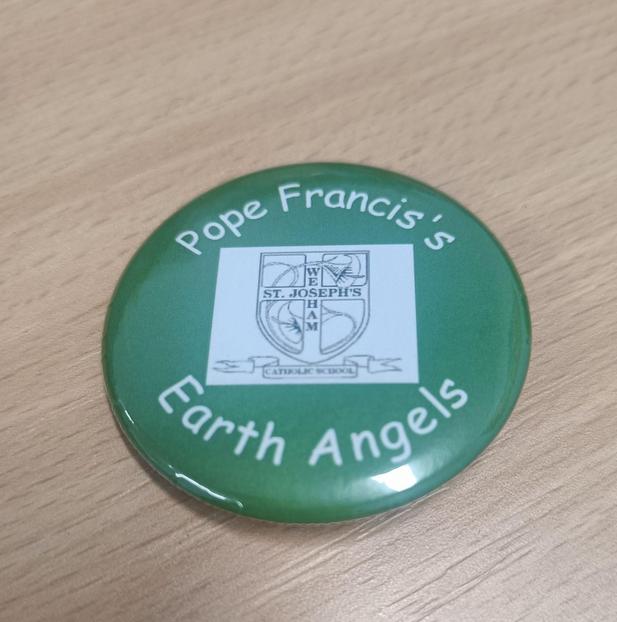 Pope Francis's
WEHAM
ST. JOSEPH'S
CATHOLIC SCHOOL
Earth Angels